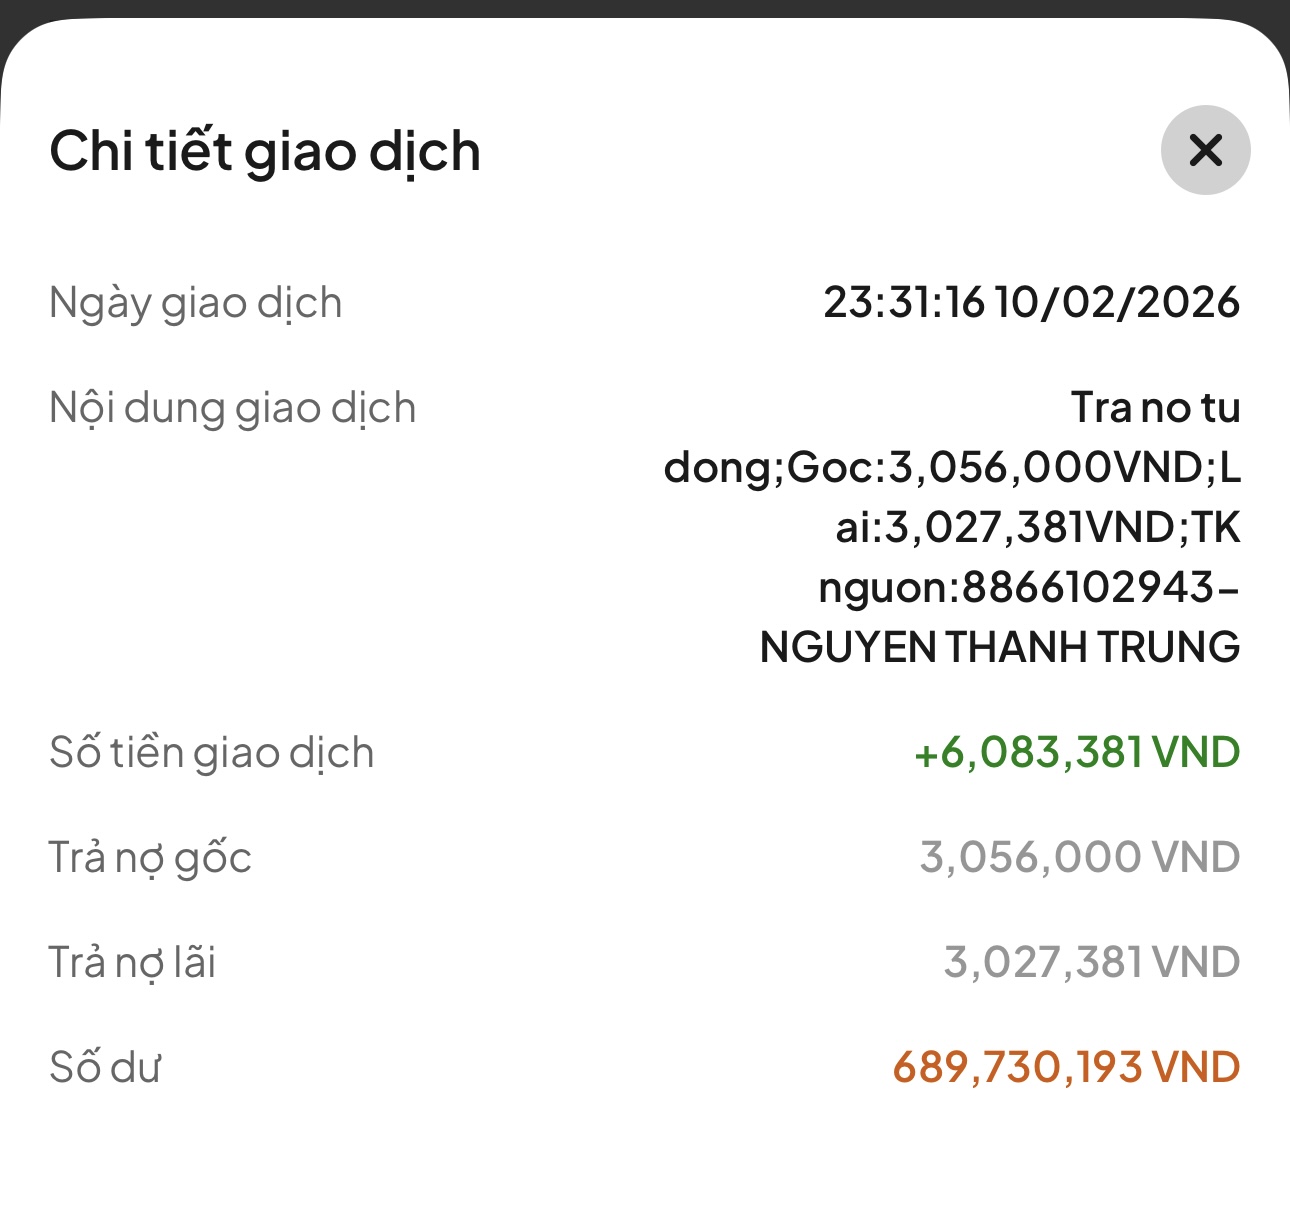 Chi tiết giao dịch
Ngày giao dịch 23:31:16 10/02/2026
Nội dung giao dịch Tra no tu
dong;Goc:3,056,000VND;L
ai:3,027,381VND;TK
nguon:8866102943–
NGUYEN THANH TRUNG
Số tiền giao dịch +6,083,381 VND
Trả nợ gốc 3,056,000 VND
Trả nợ lãi 3,027,381 VND
Số dư 689,730,193 VND